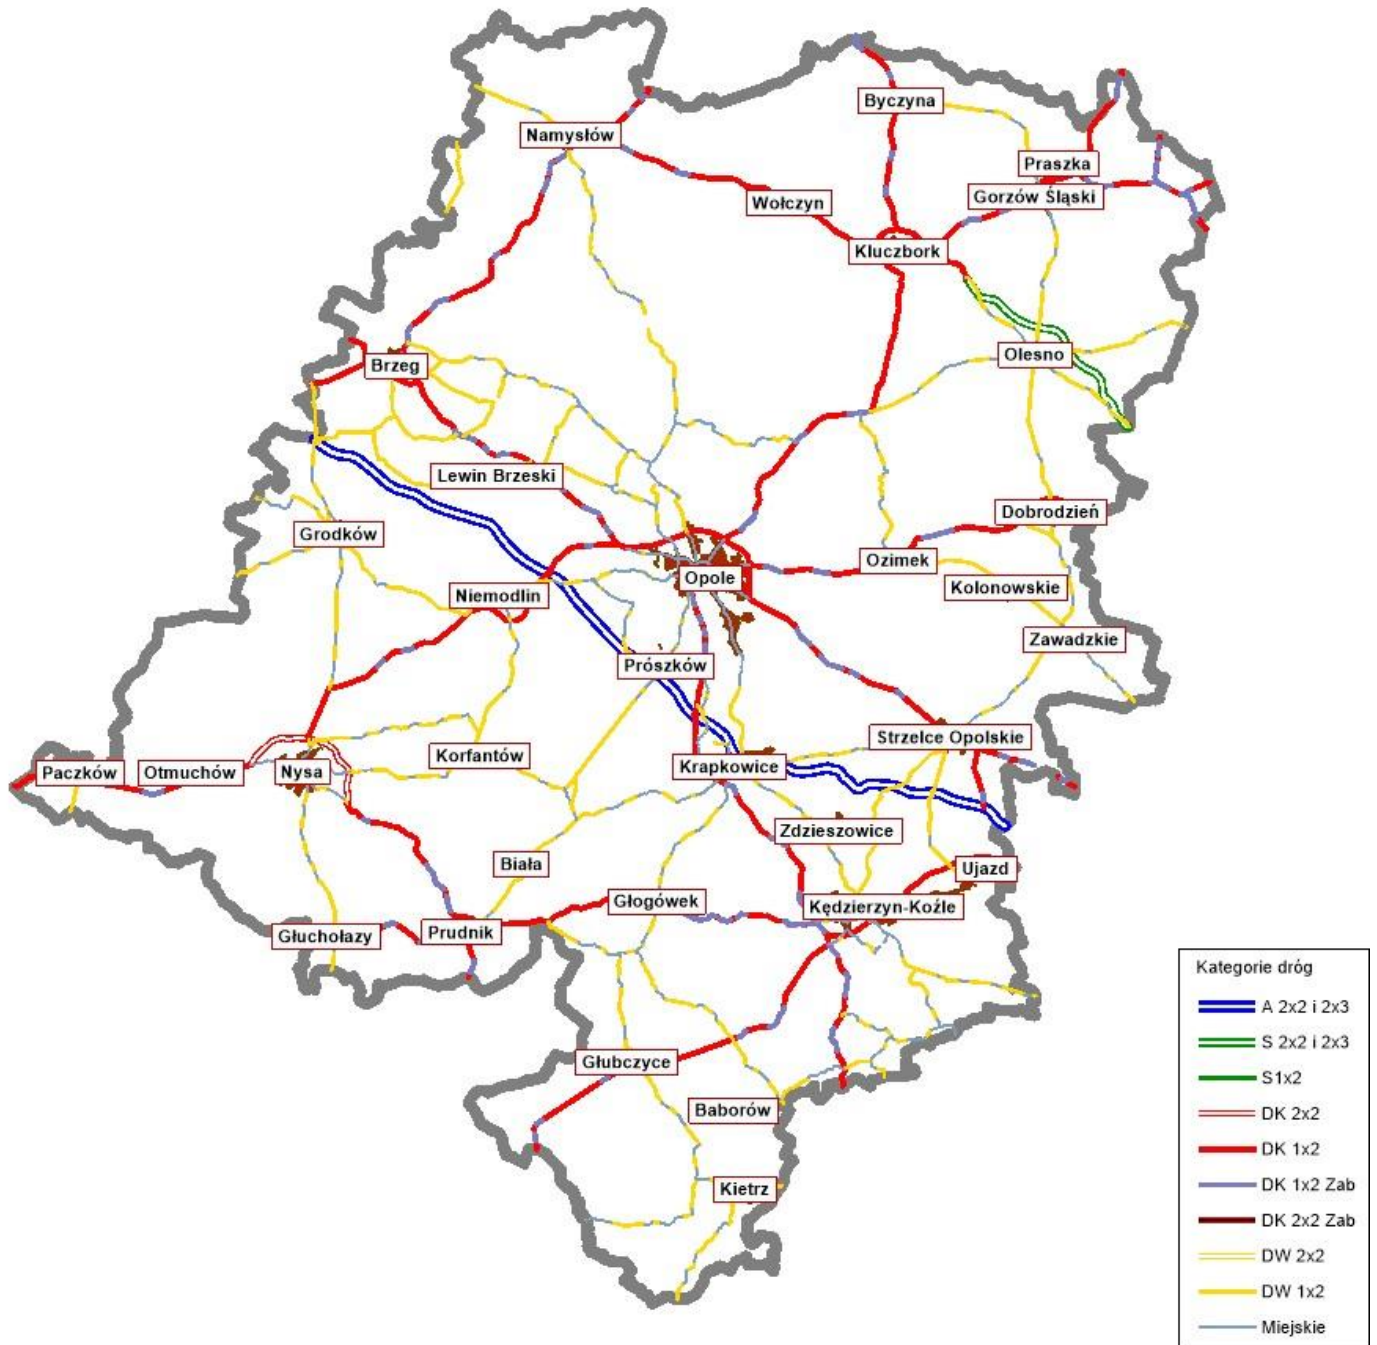 Byczyna
Namysłów
Praszka
Gorzów Śląski
Wołczyn
Kluczbork
Olesno
Brzeg
Lewin Brzeski
Dobrodzień
Grodków
Ozimek
Opole
Kolonowskie
Niemodlin
Zawadzkie
Prószków
Strzelce Opolskie
Korfantów
Krapkowice
Paczków
Otmuchów
Nysa
Zdzieszowice
Biała
Ujazd
Głogówek
Kędzierzyn-Koźle
Głuchołazy
Prudnik
Głubczyce
Baborów
Kietrz
Kategorie dróg
A 2x2 i 2x3
S 2x2 i 2x3
S1x2
DK 2x2
DK 1x2
DK 1x2 Zab
DK 2x2 Zab
DW 2x2
DW 1x2
Miejskie